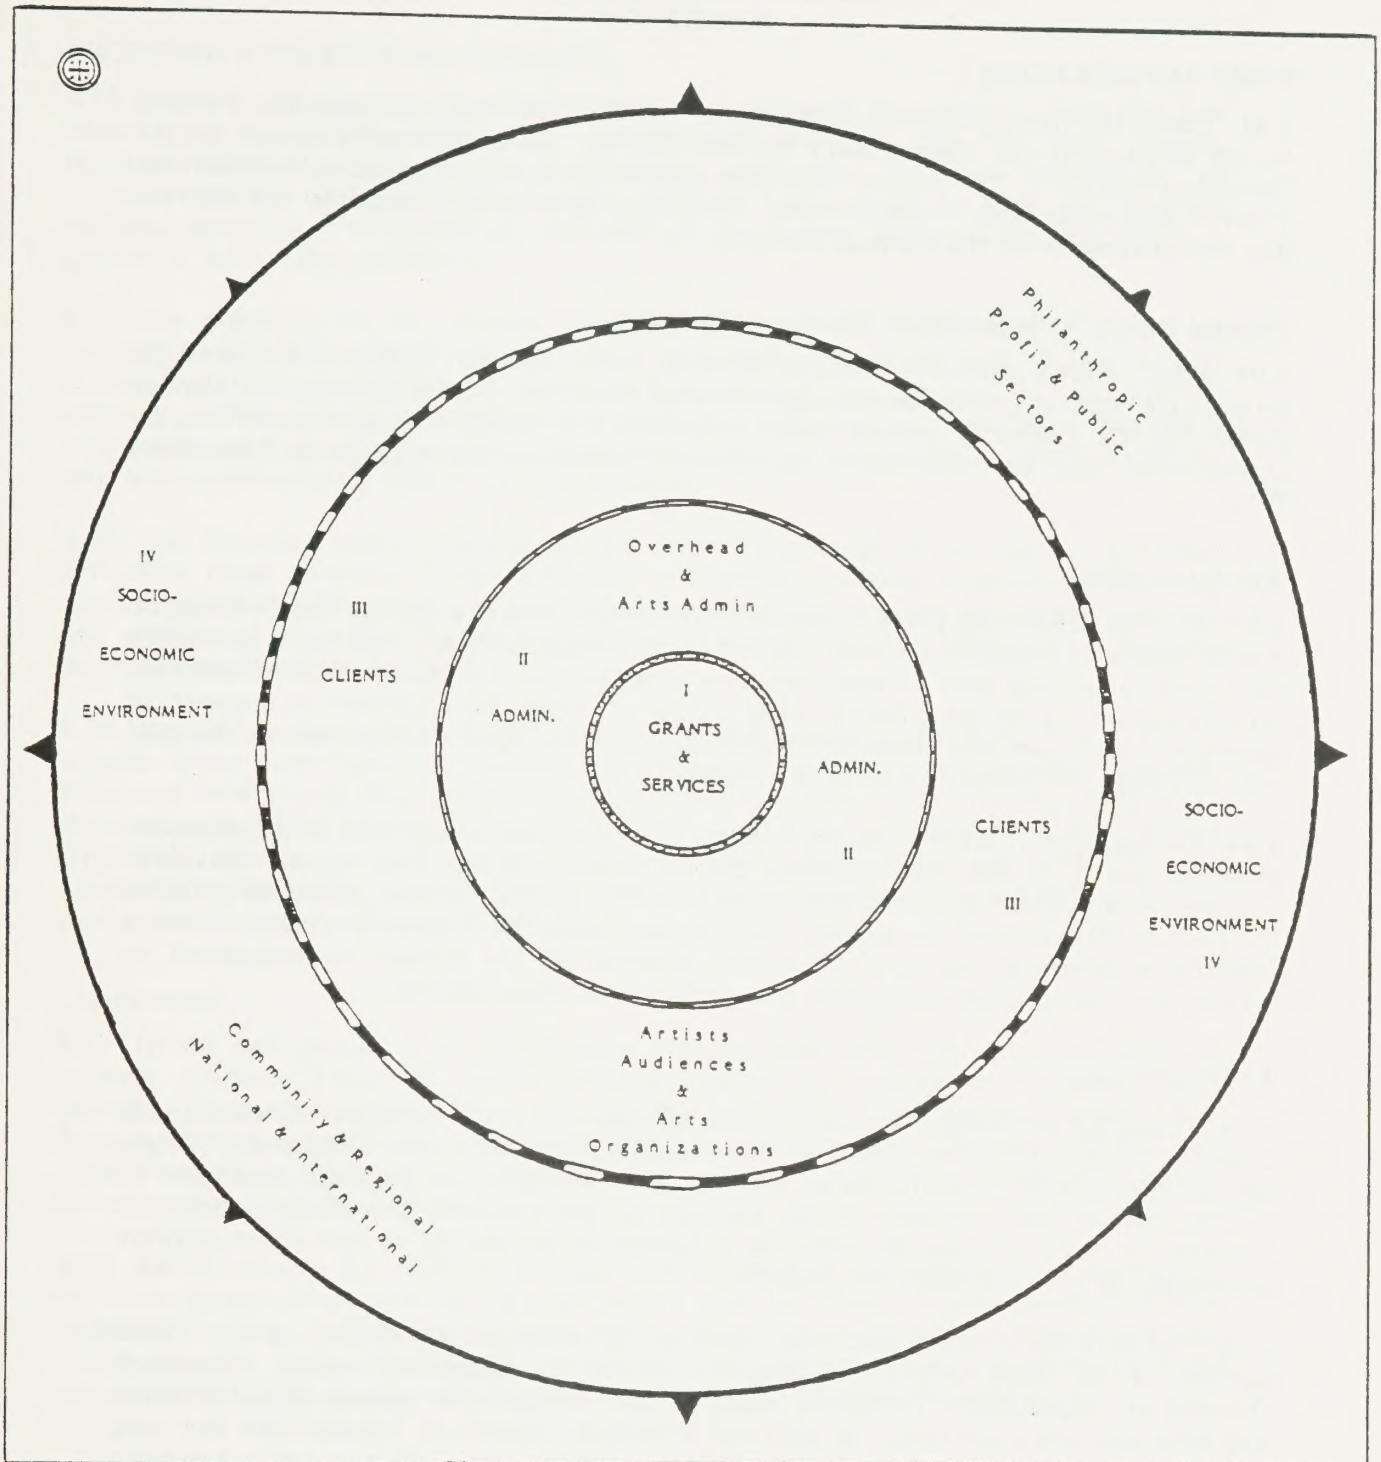 Philanthropic
Profit & Public
Sectors
Overhead
&
Arts Admin
IV
SOCIO-
ECONOMIC
ENVIRONMENT
III
CLIENTS
II
ADMIN.
I
GRANTS
&
SERVICES
ADMIN.
II
CLIENTS
III
SOCIO-
ECONOMIC
ENVIRONMENT
IV
Artists
Audiences
&
Arts
Organizations
Community & Regional
National & International